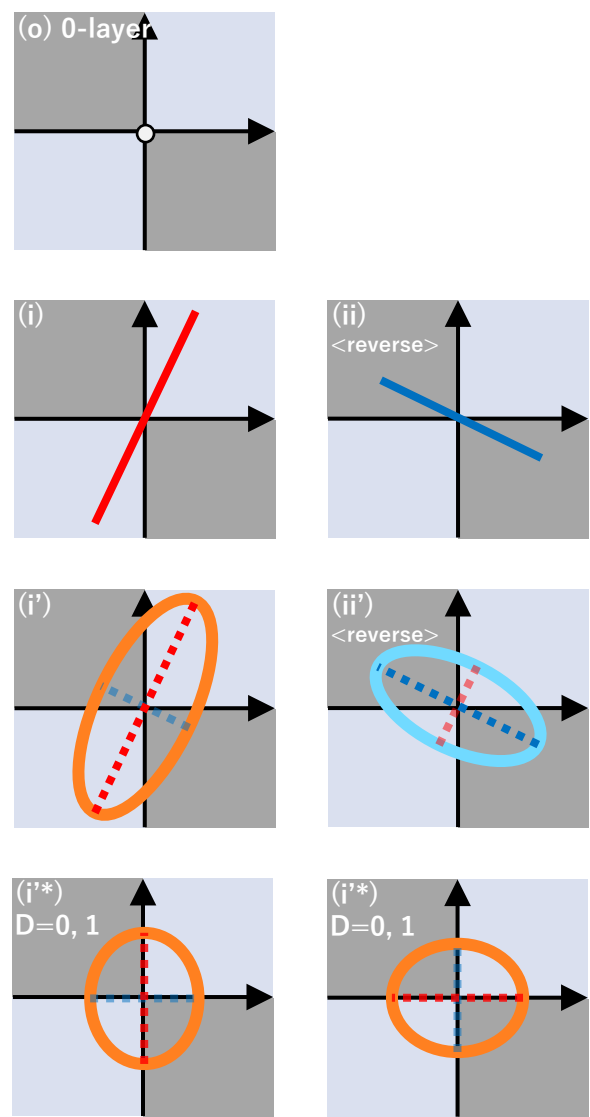 (o) 0-layer
(i)
(ii)
<reverse>
(i')
(ii')
<reverse>
(i'*)
D=0, 1
(i'*)
D=0, 1